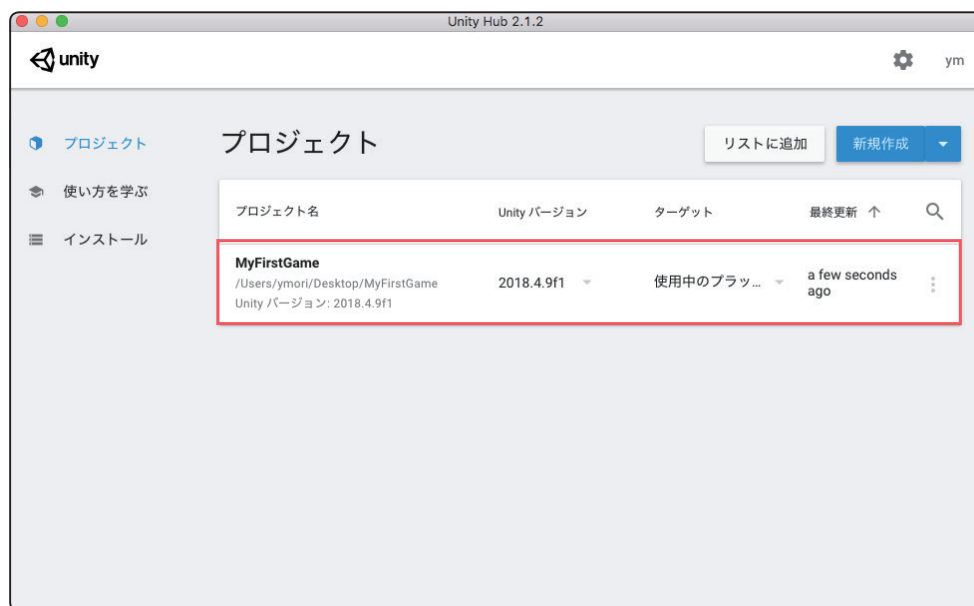 Unity Hub 2.1.2
unity
ym
プロジェクト
使い方を学ぶ
インストール
プロジェクト
リストに追加
新規作成
プロジェクト名
Unity バージョン
ターゲット
最終更新
MyFirstGame
/Users/ymori/Desktop/MyFirstGame
Unity バージョン: 2018.4.9f1
2018.4.9f1
使用中のプラッ...
a few seconds
ago